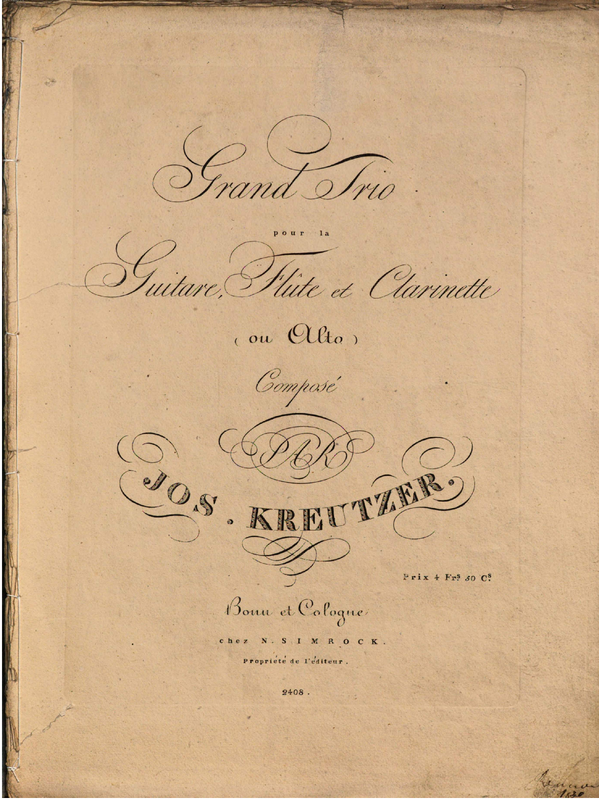 Grand Trio
pour la
Guitare, Flûte et Clarinette
(ou Alto)
Composé
PAR
JOS. KREUTZER.
Prix 4 Frs. 50 Cs.
Bonn et Cologne
chez N. SIMROCK.
Propriété de l'éditeur.
2408.